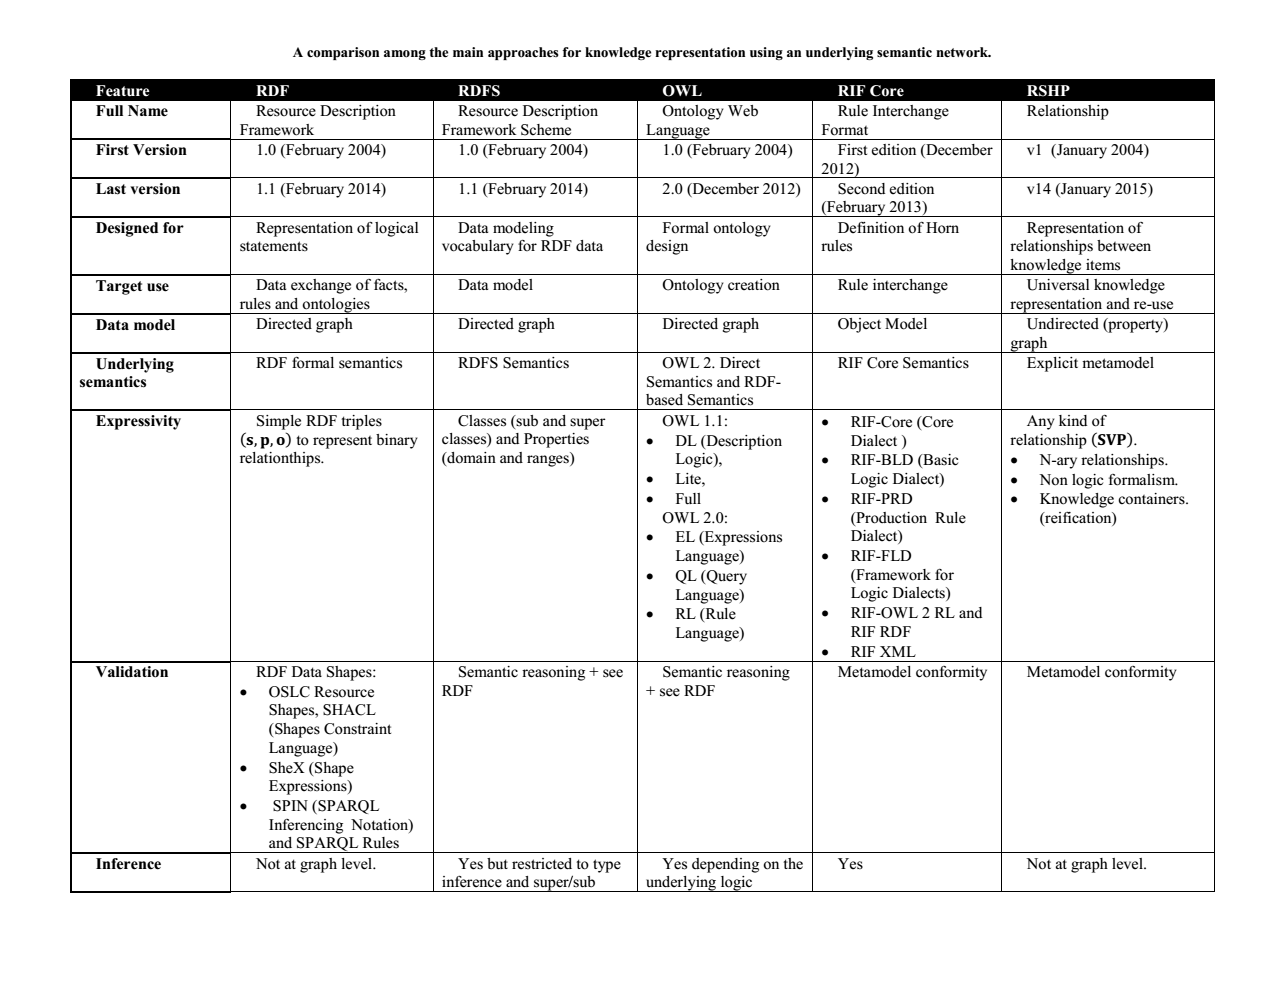 A comparison among the main approaches for knowledge representation using an underlying semantic network.
Feature RDF RDFS OWL RIF Core RSHP
Full Name
Resource Description
Framework
Resource Description
Framework Scheme
Ontology Web
Language
Rule Interchange
Format
Relationship
First Version
1.0 (February 2004)
1.0 (February 2004)
1.0 (February 2004)
First edition (December
2012)
v1 (January 2004)
Last version
1.1 (February 2014)
1.1 (February 2014)
2.0 (December 2012)
Second edition
(February 2013)
v14 (January 2015)
Designed for
Representation of logical
statements
Data modeling
vocabulary for RDF data
Formal ontology
design
Definition of Horn
rules
Representation of
relationships between
knowledge items
Target use
Data exchange of facts,
rules and ontologies
Data model
Ontology creation
Rule interchange
Universal knowledge
representation and re-use
Data model
Directed graph
Directed graph
Directed graph
Object Model
Undirected (property)
graph
Underlying
semantics
RDF formal semantics
RDFS Semantics
OWL 2. Direct
Semantics and RDF-
based Semantics
RIF Core Semantics
Explicit metamodel
Expressivity
Simple RDF triples
(s, p, o) to represent binary
relationthips.
Classes (sub and super
classes) and Properties
(domain and ranges)
OWL 1.1:
• DL (Description
Logic),
• Lite,
• Full
OWL 2.0:
• EL (Expressions
Language)
• QL (Query
Language)
• RL (Rule
Language)
• RIF-Core (Core
Dialect )
• RIF-BLD (Basic
Logic Dialect)
• RIF-PRD
(Production Rule
Dialect)
• RIF-FLD
(Framework for
Logic Dialects)
• RIF-OWL 2 RL and
RIF RDF
• RIF XML
Any kind of
relationship (SVP).
• N-ary relationships.
• Non logic formalism.
• Knowledge containers.
(reification)
Validation
RDF Data Shapes:
• OSLC Resource
Shapes, SHACL
(Shapes Constraint
Language)
• SheX (Shape
Expressions)
• SPIN (SPARQL
Inferencing Notation)
and SPARQL Rules
Semantic reasoning + see
RDF
Semantic reasoning
+ see RDF
Metamodel conformity
Metamodel conformity
Inference
Not at graph level.
Yes but restricted to type
inference and super/sub
Yes depending on the
underlying logic
Yes
Not at graph level.